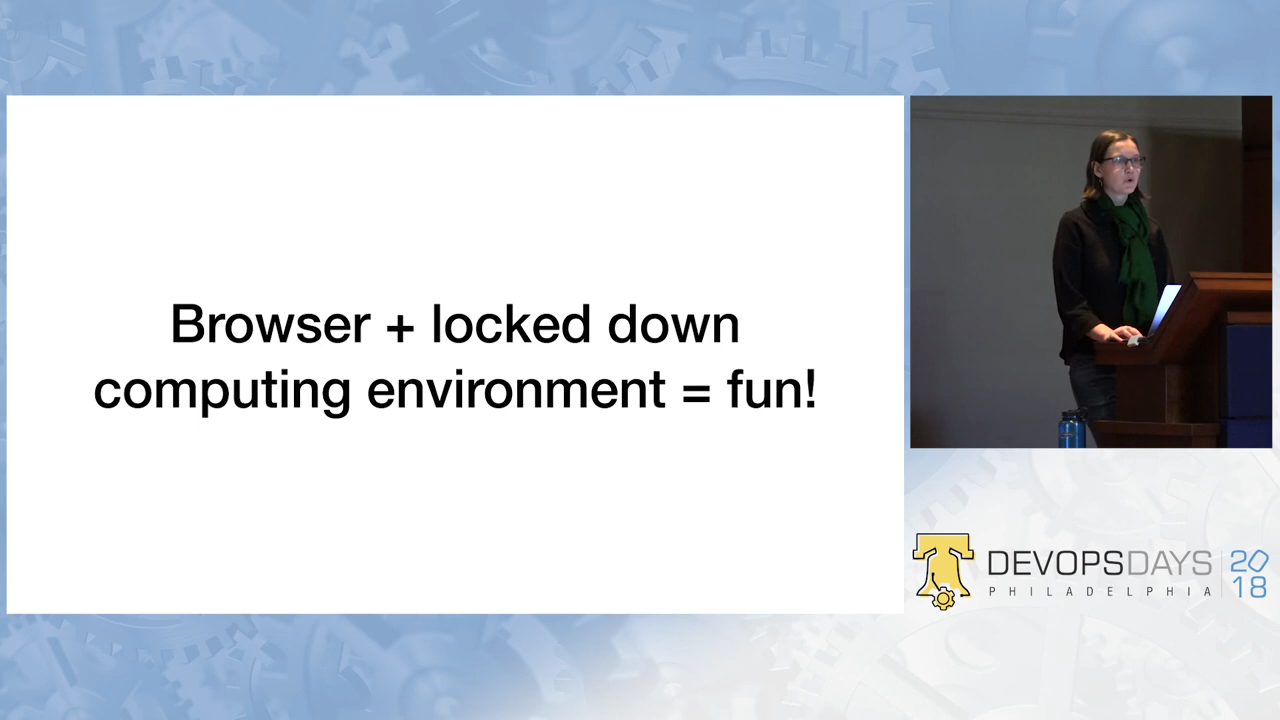 Browser + locked down
computing environment = fun!
DEVOPSDAYS
PHILADELPHIA
20
18